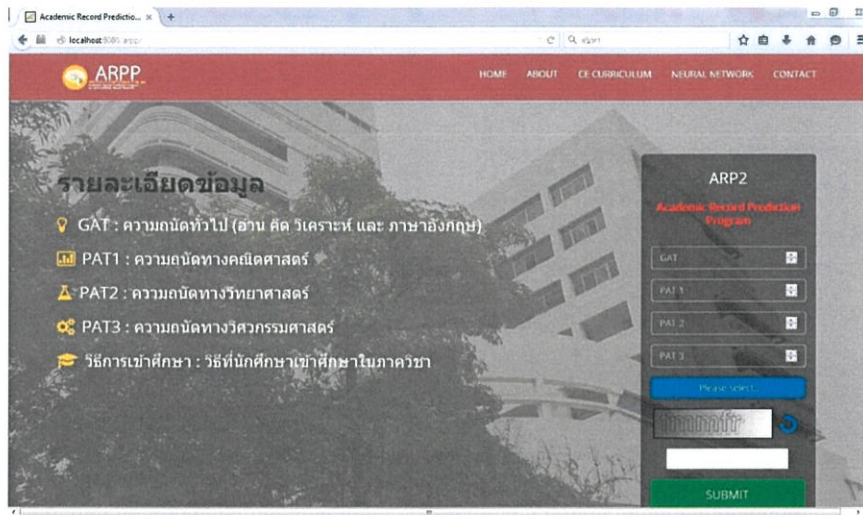 Academic Record Predictio...
localhost
ARPP
HOME ABOUT CE CURRICULUM NEURAL NETWORK CONTACT
รายละเอียดข้อมูล
GAT : ความถนัดทั่วไป (อ่าน คิด วิเคราะห์ และ ภาษาอังกฤษ)
PAT1 : ความถนัดทางคณิตศาสตร์
PAT2 : ความถนัดทางวิทยาศาสตร์
PAT3 : ความถนัดทางวิศวกรรมศาสตร์
วิธีการเข้าศึกษา : วิธีที่นักศึกษาเข้าศึกษาในภาควิชา
ARP2
Academic Record Prediction
Program
GAT
PAT 1
PAT 2
PAT 3
Please select..
SUBMIT